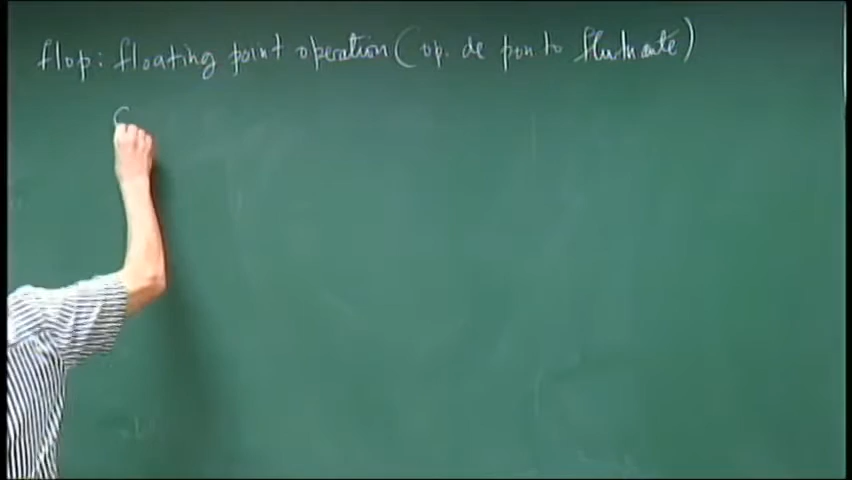 flop: floating point operation (op. de ponto flutuante)
C